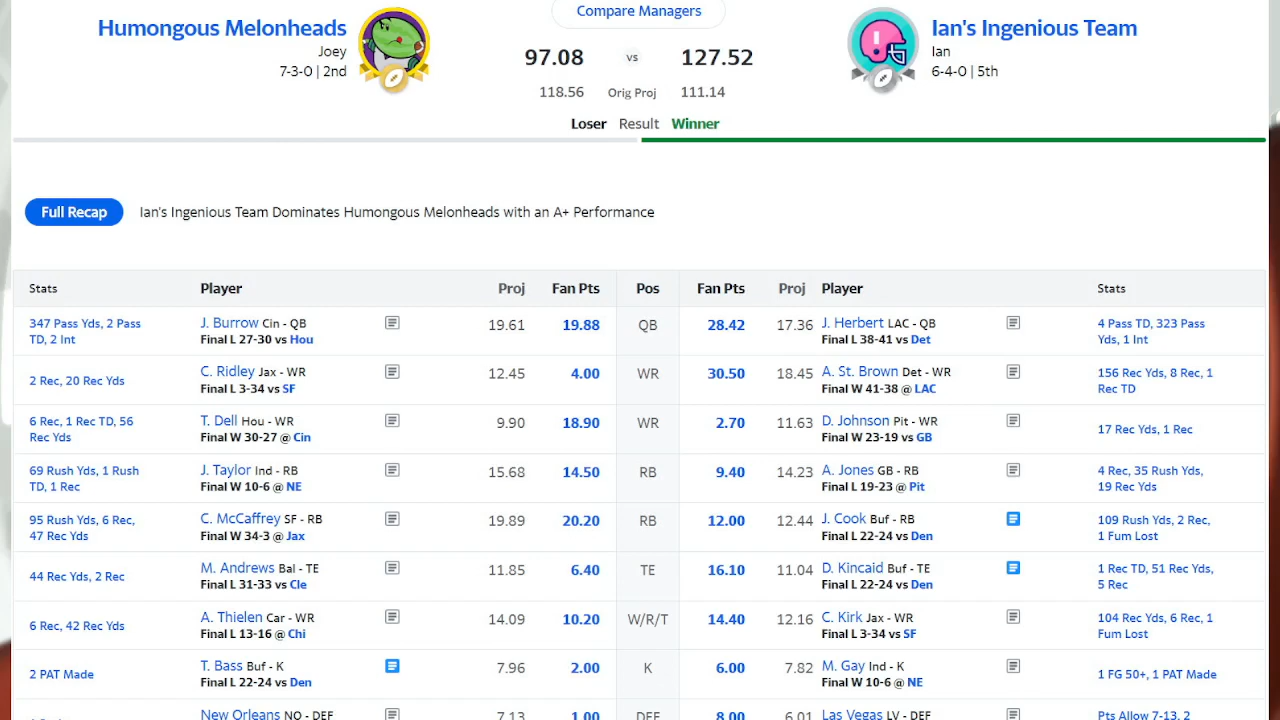 Compare Managers
Humongous Melonheads
Joey
7-3-0 | 2nd
97.08 vs 127.52
118.56 Orig Proj 111.14
Loser Result Winner
Ian's Ingenious Team
Ian
6-4-0 | 5th
Full Recap Ian's Ingenious Team Dominates Humongous Melonheads with an A+ Performance
Stats Player Proj Fan Pts Pos Fan Pts Proj Player Stats
347 Pass Yds, 2 Pass TD, 2 Int J. Burrow Cin - QB Final L 27-30 vs Hou 19.61 19.88 QB 28.42 17.36 J. Herbert LAC - QB Final L 38-41 vs Det 4 Pass TD, 323 Pass Yds, 1 Int
2 Rec, 20 Rec Yds C. Ridley Jax - WR Final L 3-34 vs SF 12.45 4.00 WR 30.50 18.45 A. St. Brown Det - WR Final W 41-38 @ LAC 156 Rec Yds, 8 Rec, 1 Rec TD
6 Rec, 1 Rec TD, 56 Rec Yds T. Dell Hou - WR Final W 30-27 @ Cin 9.90 18.90 WR 2.70 11.63 D. Johnson Pit - WR Final W 23-19 vs GB 17 Rec Yds, 1 Rec
69 Rush Yds, 1 Rush TD, 1 Rec J. Taylor Ind - RB Final W 10-6 @ NE 15.68 14.50 RB 9.40 14.23 A. Jones GB - RB Final L 19-23 @ Pit 4 Rec, 35 Rush Yds, 19 Rec Yds
95 Rush Yds, 6 Rec, 47 Rec Yds C. McCaffrey SF - RB Final W 34-3 @ Jax 19.89 20.20 RB 12.00 12.44 J. Cook Buf - RB Final L 22-24 vs Den 109 Rush Yds, 2 Rec, 1 Fum Lost
44 Rec Yds, 2 Rec M. Andrews Bal - TE Final L 31-33 vs Cle 11.85 6.40 TE 16.10 11.04 D. Kincaid Buf - TE Final L 22-24 vs Den 1 Rec TD, 51 Rec Yds, 5 Rec
6 Rec, 42 Rec Yds A. Thielen Car - WR Final L 13-16 @ Chi 14.09 10.20 W/R/T 14.40 12.16 C. Kirk Jax - WR Final L 3-34 vs SF 104 Rec Yds, 6 Rec, 1 Fum Lost
2 PAT Made T. Bass Buf - K Final L 22-24 vs Den 7.96 2.00 K 6.00 7.82 M. Gay Ind - K Final W 10-6 @ NE 1 FG 50+, 1 PAT Made
New Orleans NO - DEF 7.13 1.00 DEF 8.00 6.01 Las Vegas LV - DEF Pts Allow 7-13, 2